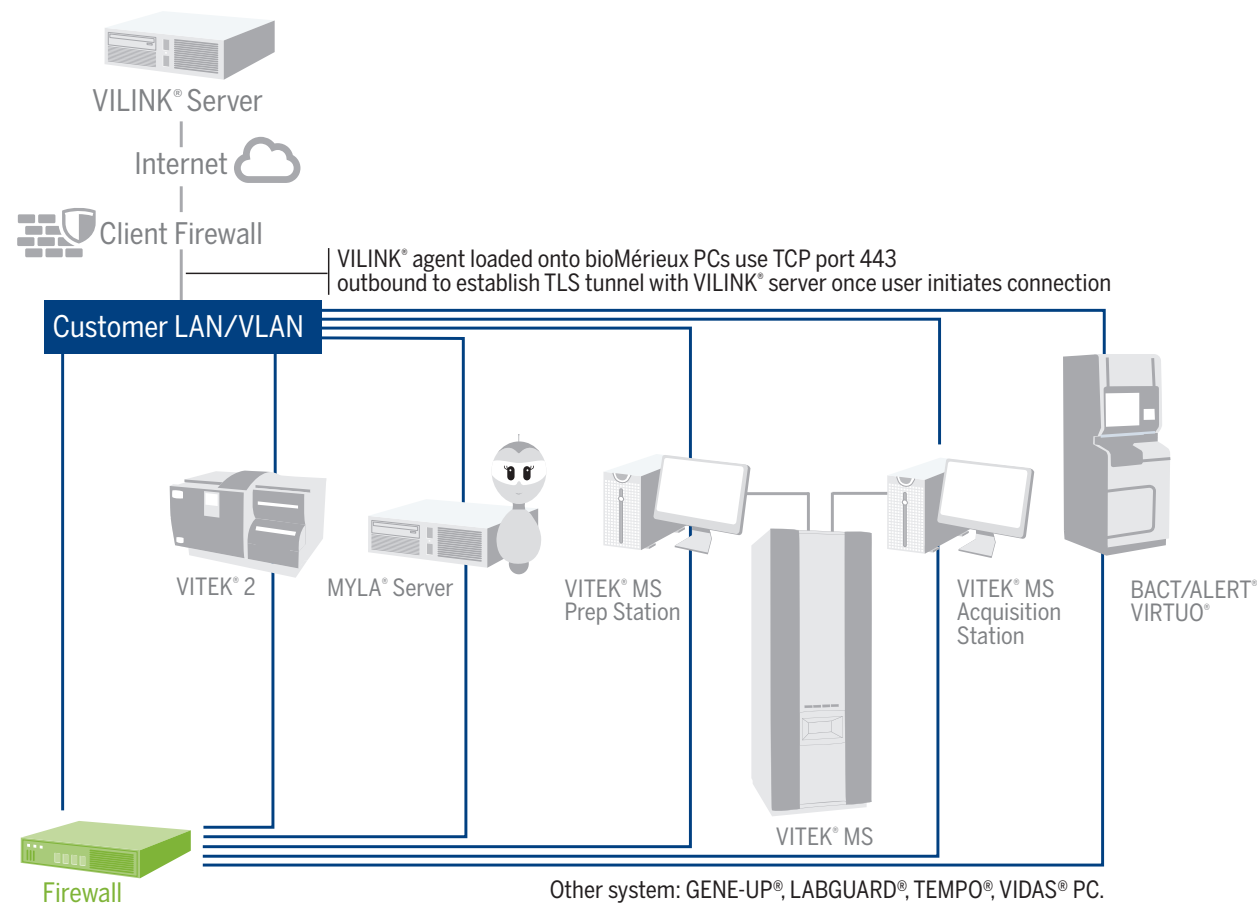 VILINK® Server
Internet
Client Firewall
VILINK® agent loaded onto bioMérieux PCs use TCP port 443
outbound to establish TLS tunnel with VILINK® server once user initiates connection
Customer LAN/VLAN
VITEK® 2
MYLA® Server
VITEK® MS
Prep Station
VITEK® MS
Acquisition
Station
BACT/ALERT®
VIRTUO®
VITEK® MS
Firewall
Other system: GENE-UP®, LABGUARD®, TEMPO®, VIDAS® PC.